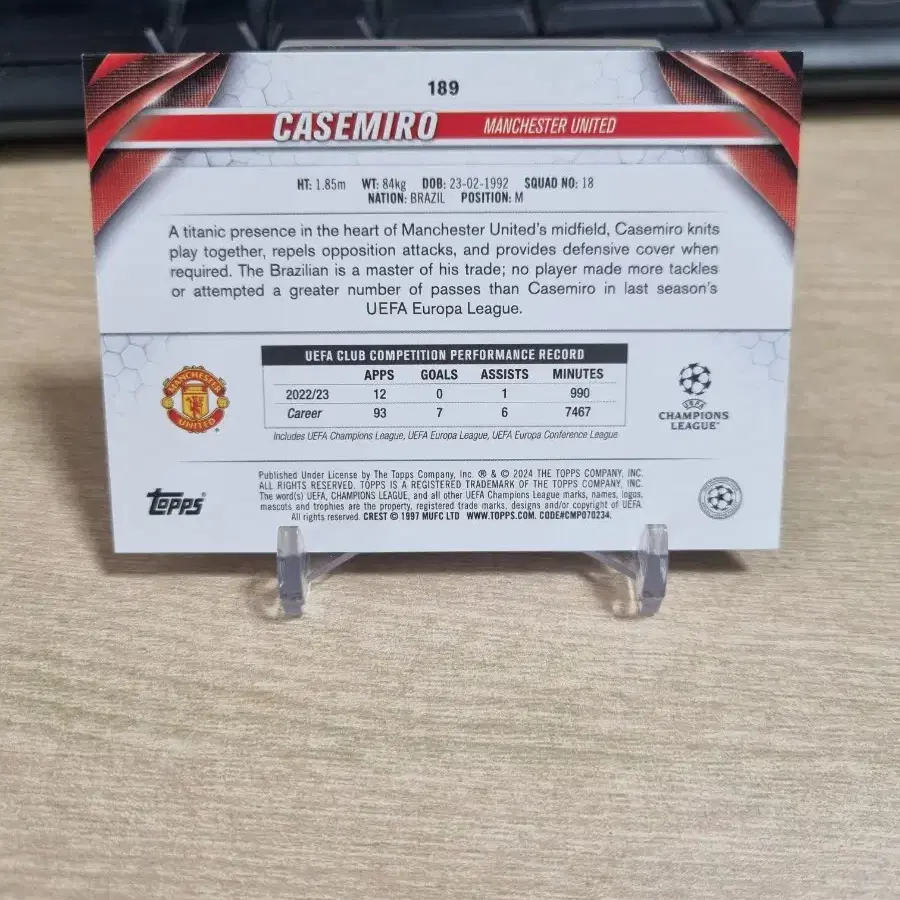 189
CASEMIRO MANCHESTER UNITED
HT: 1.85m WT: 84kg DOB: 23-02-1992 SQUAD NO: 18
NATION: BRAZIL POSITION: M
A titanic presence in the heart of Manchester United's midfield, Casemiro knits
play together, repels opposition attacks, and provides defensive cover when
required. The Brazilian is a master of his trade; no player made more tackles
or attempted a greater number of passes than Casemiro in last season's
UEFA Europa League.
UEFA CLUB COMPETITION PERFORMANCE RECORD
APPS GOALS ASSISTS MINUTES
2022/23 12 0 1 990
Career 93 7 6 7467
Includes UEFA Champions League, UEFA Europa League, UEFA Europa Conference League
MANCHESTER
UNITED
UEFA
CHAMPIONS
LEAGUE™
Topps®
Published Under License by The Topps Company, Inc. ® & © 2024 THE TOPPS COMPANY, INC.
ALL RIGHTS RESERVED. TOPPS IS A REGISTERED TRADEMARK OF THE TOPPS COMPANY, INC.
The word(s) UEFA, CHAMPIONS LEAGUE, and all other UEFA Champions League marks, names, logos,
mascots and trophies are the property, registered trade marks, designs and/or copyright of UEFA.
All rights reserved. CREST © 1997 MUFC LTD WWW.TOPPS.COM. CODE#CMP070234.